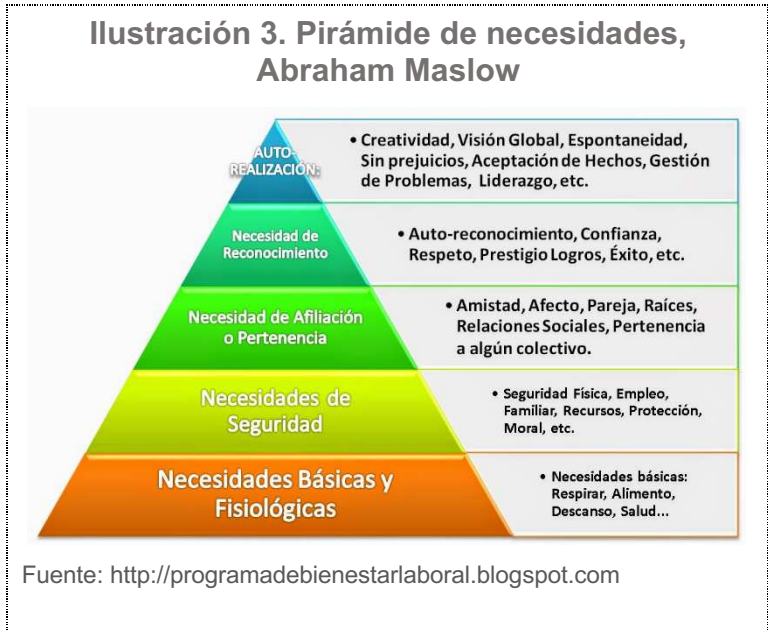 Ilustración 3. Pirámide de necesidades,
Abraham Maslow
AUTO-
REALIZACIÓN:
• Creatividad, Visión Global, Espontaneidad,
Sin prejuicios, Aceptación de Hechos, Gestión
de Problemas, Liderazgo, etc.
Necesidad de
Reconocimiento
• Auto-reconocimiento, Confianza,
Respeto, Prestigio Logros, Éxito, etc.
Necesidad de Afiliación
o Pertenencia
• Amistad, Afecto, Pareja, Raíces,
Relaciones Sociales, Pertenencia
a algún colectivo.
Necesidades de
Seguridad
• Seguridad Física, Empleo,
Familiar, Recursos, Protección,
Moral, etc.
Necesidades Básicas y
Fisiológicas
• Necesidades básicas:
Respirar, Alimento,
Descanso, Salud...
Fuente: http://programadebienestarlaboral.blogspot.com